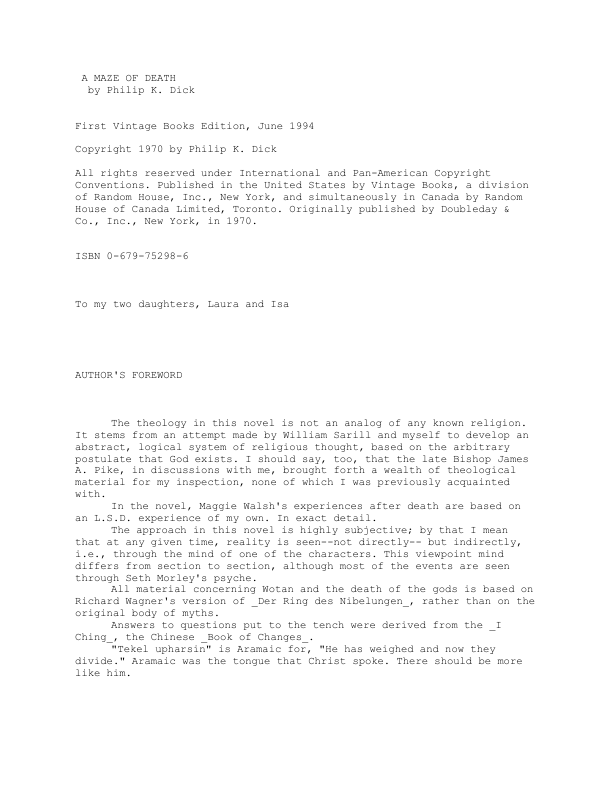 A MAZE OF DEATH
by Philip K. Dick
First Vintage Books Edition, June 1994
Copyright 1970 by Philip K. Dick
All rights reserved under International and Pan-American Copyright
Conventions. Published in the United States by Vintage Books, a division
of Random House, Inc., New York, and simultaneously in Canada by Random
House of Canada Limited, Toronto. Originally published by Doubleday &
Co., Inc., New York, in 1970.
ISBN 0-679-75298-6
To my two daughters, Laura and Isa
AUTHOR'S FOREWORD
The theology in this novel is not an analog of any known religion.
It stems from an attempt made by William Sarill and myself to develop an
abstract, logical system of religious thought, based on the arbitrary
postulate that God exists. I should say, too, that the late Bishop James
A. Pike, in discussions with me, brought forth a wealth of theological
material for my inspection, none of which I was previously acquainted
with.
In the novel, Maggie Walsh's experiences after death are based on
an L.S.D. experience of my own. In exact detail.
The approach in this novel is highly subjective; by that I mean
that at any given time, reality is seen--not directly-- but indirectly,
i.e., through the mind of one of the characters. This viewpoint mind
differs from section to section, although most of the events are seen
through Seth Morley's psyche.
All material concerning Wotan and the death of the gods is based on
Richard Wagner's version of _Der Ring des Nibelungen_, rather than on the
original body of myths.
Answers to questions put to the tench were derived from the _I
Ching_, the Chinese _Book of Changes_.
"Tekel upharsin" is Aramaic for, "He has weighed and now they
divide." Aramaic was the tongue that Christ spoke. There should be more
like him.